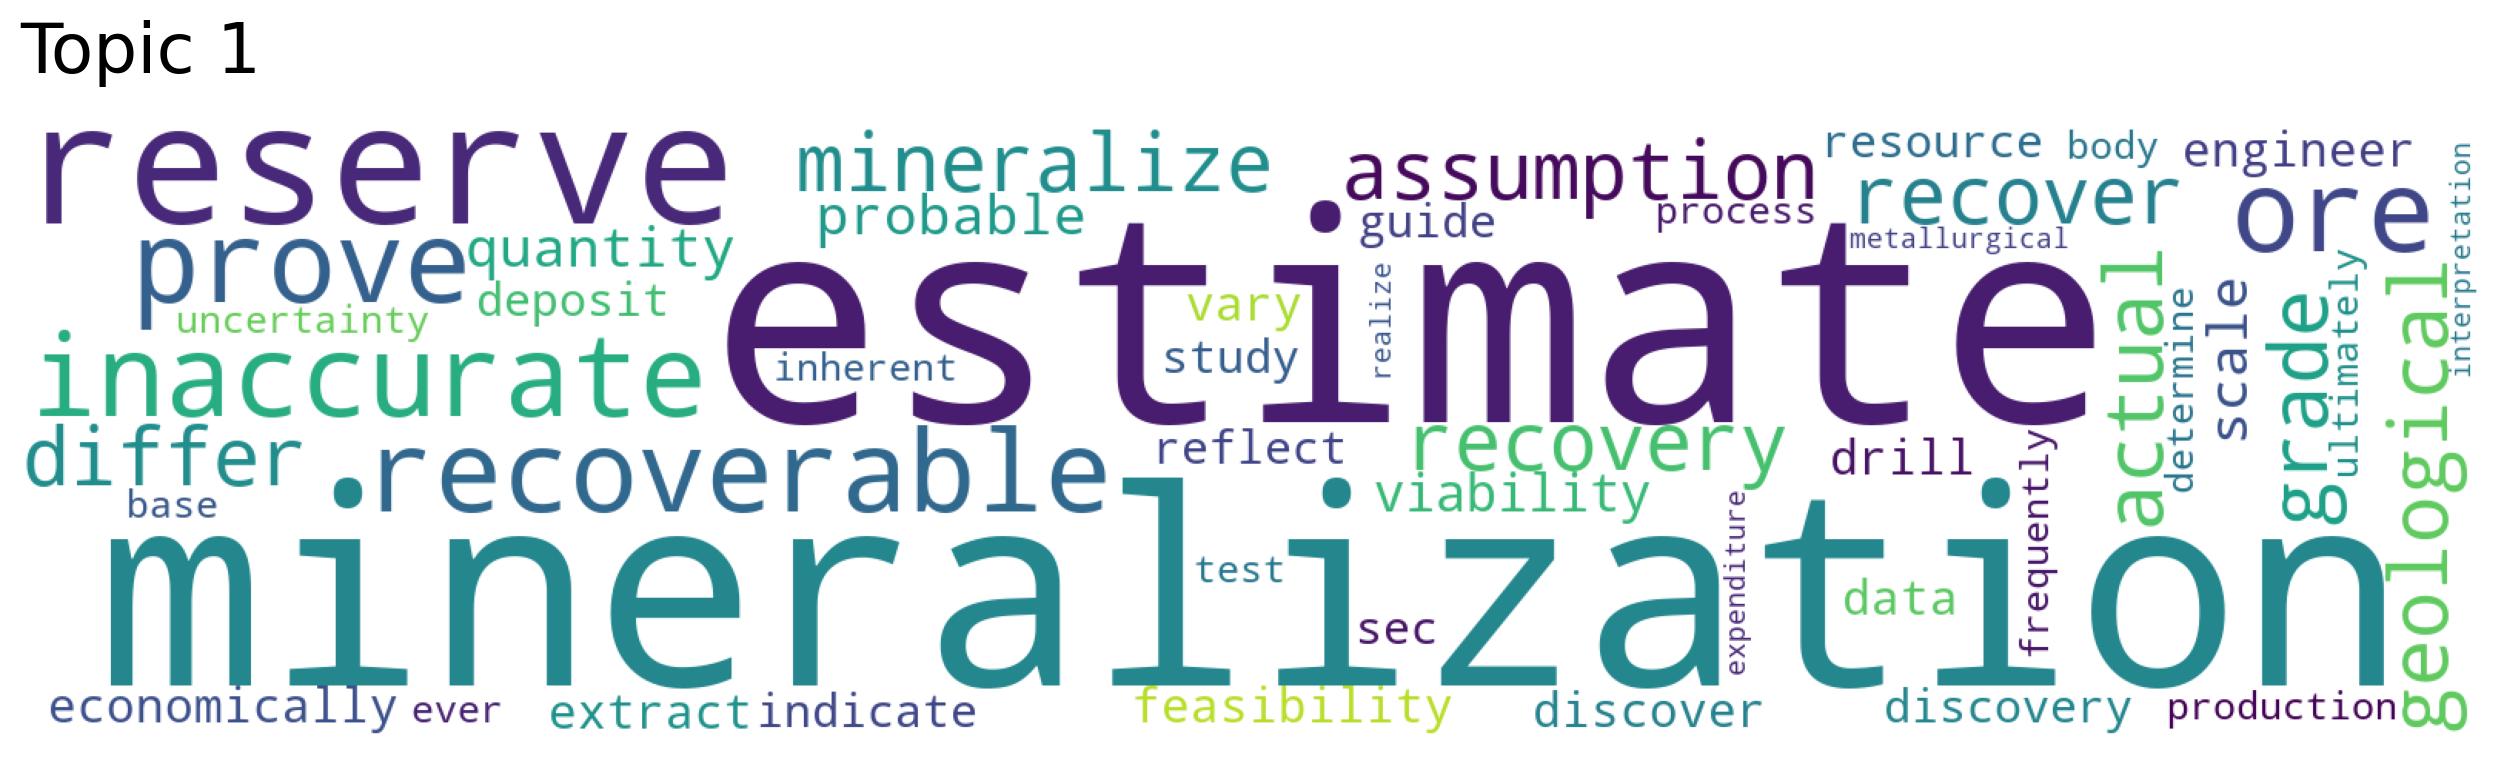 Topic 1
reserve
mineralize
assumption
resource
body
engineer
probable
guide
process
recover
ore
interpretation
prove
quantity
metallurgical
deposit
uncertainty
estimate
vary
realize
inaccurate
inherent
study
actual
determine
scale
grade
ultimately
geological
differ
recoverable
reflect
recovery
drill
base
viability
frequently
mineralization
test
sec
expenditure
data
economically
ever
extract
indicate
feasibility
discover
discovery
production